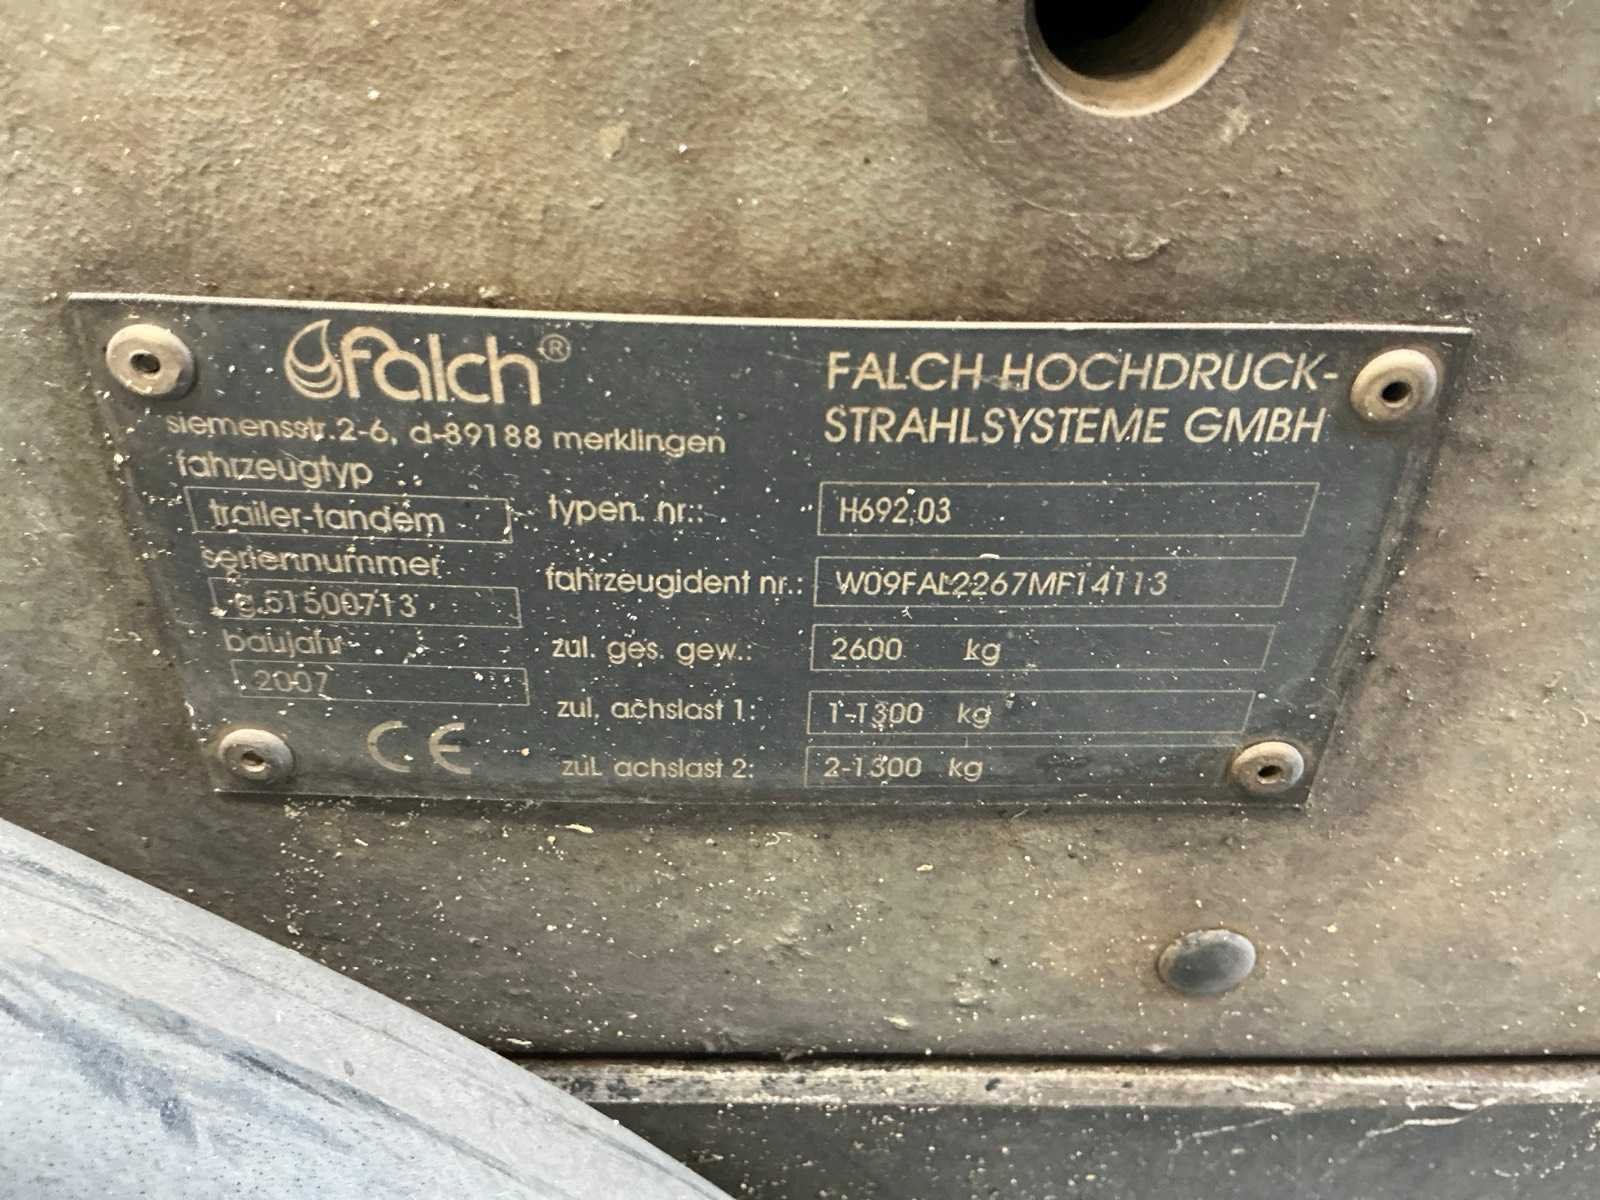 falch®
FALCH HOCHDRUCK-
STRAHLSYSTEME GMBH
siemensstr.2-6, d-89188 merklingen
fahrzeugtyp
trailer-tandem
seriennummer
g.51500713
baujahr
2007
CE
typen. nr.:
H692.03
fahrzeugident nr.:
W09FAL2267MF14113
zul. ges. gew.:
2600 kg
zul. achslast 1:
1-1300 kg
zul. achslast 2:
2-1300 kg